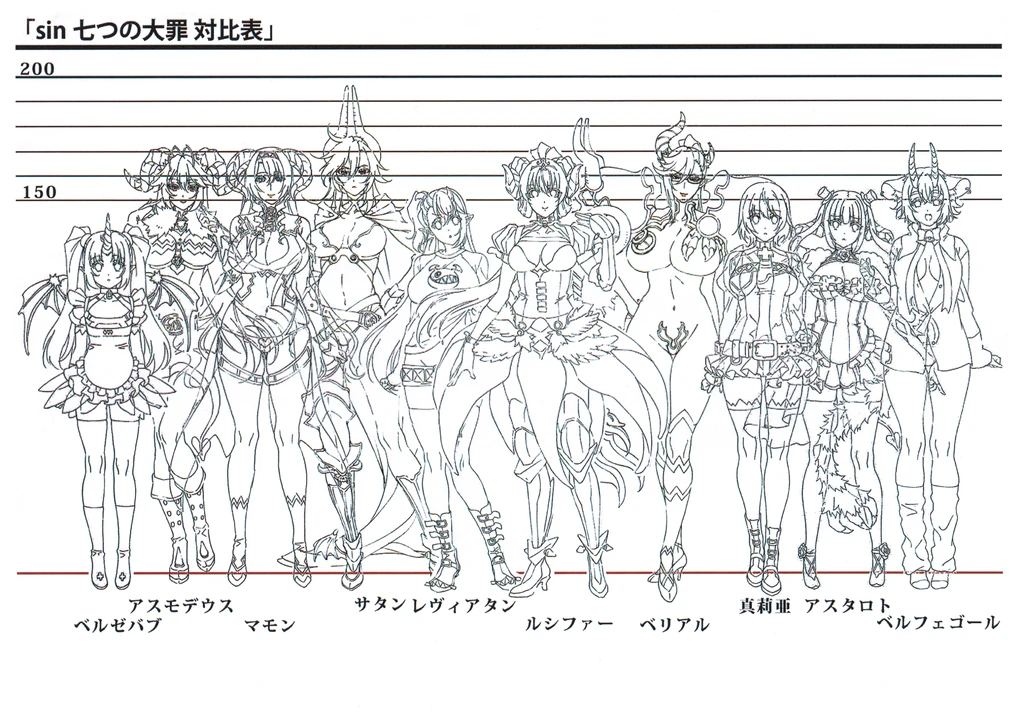 「sin 七つの大罪 対比表」
200
150
アスモデウス
サタン
レヴィアタン
真莉亜
アスタロト
ベルゼバブ
マモン
ルシファー
ベリアル
ベルフェゴール